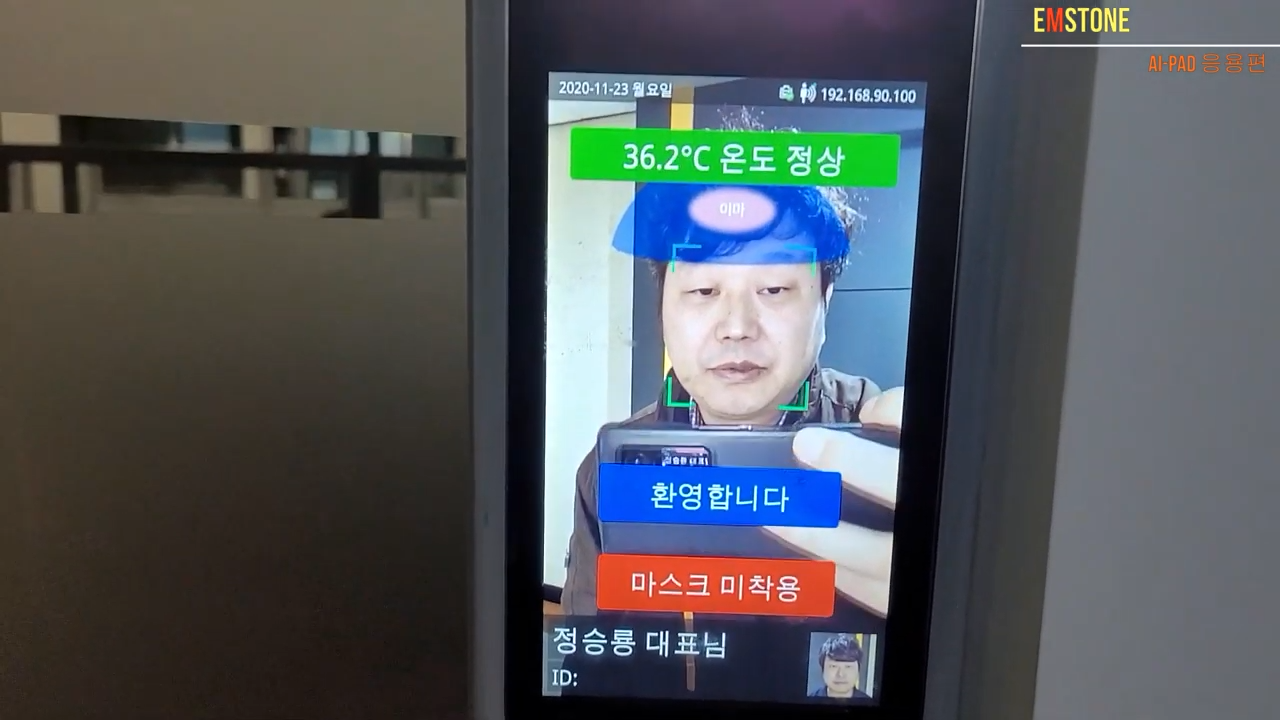 EMSTONE
AI-PAD 응용편
2020-11-23 월요일
192.168.90.100
36.2°C 온도 정상
이마
환영합니다
마스크 미착용
정승룡 대표님
ID: